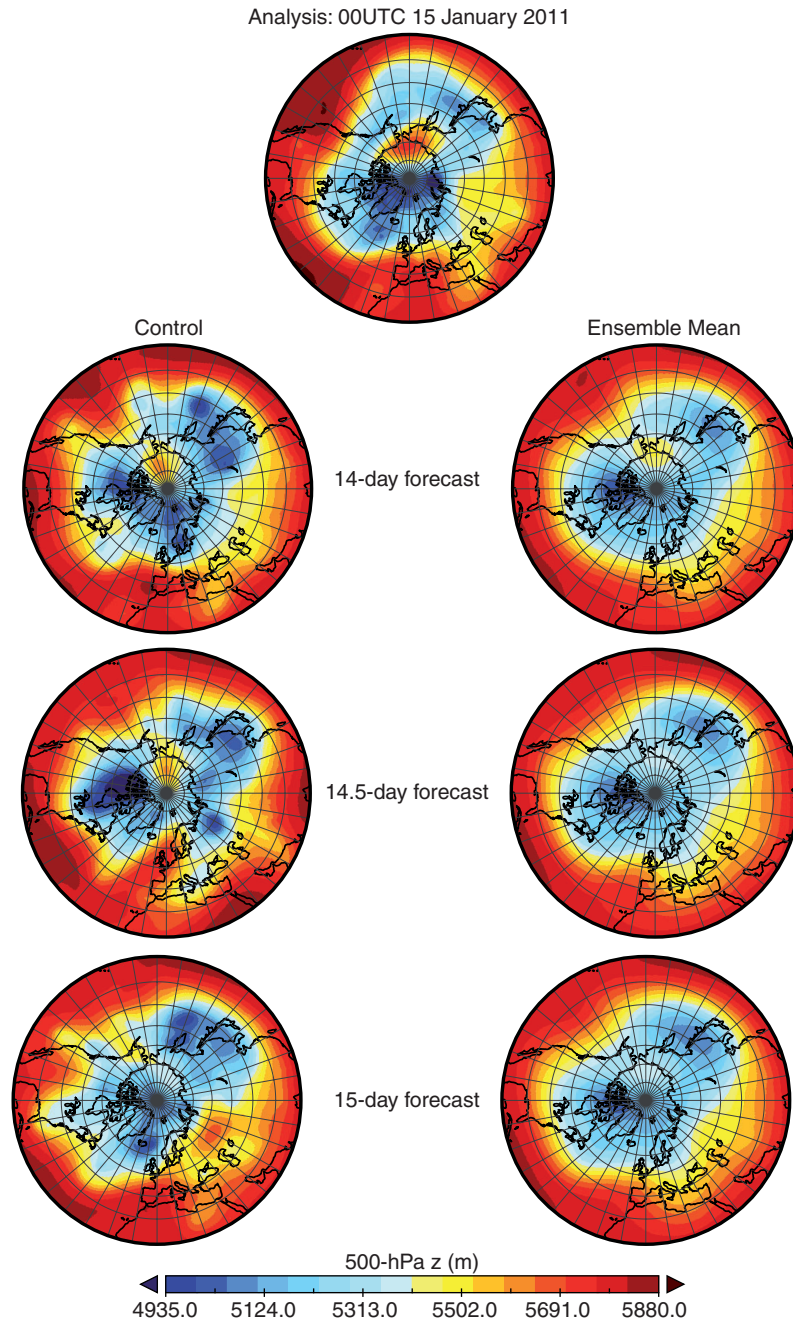 Analysis: 00UTC 15 January 2011
Control
Ensemble Mean
14-day forecast
14.5-day forecast
15-day forecast
500-hPa z (m)
4935.0 5124.0 5313.0 5502.0 5691.0 5880.0